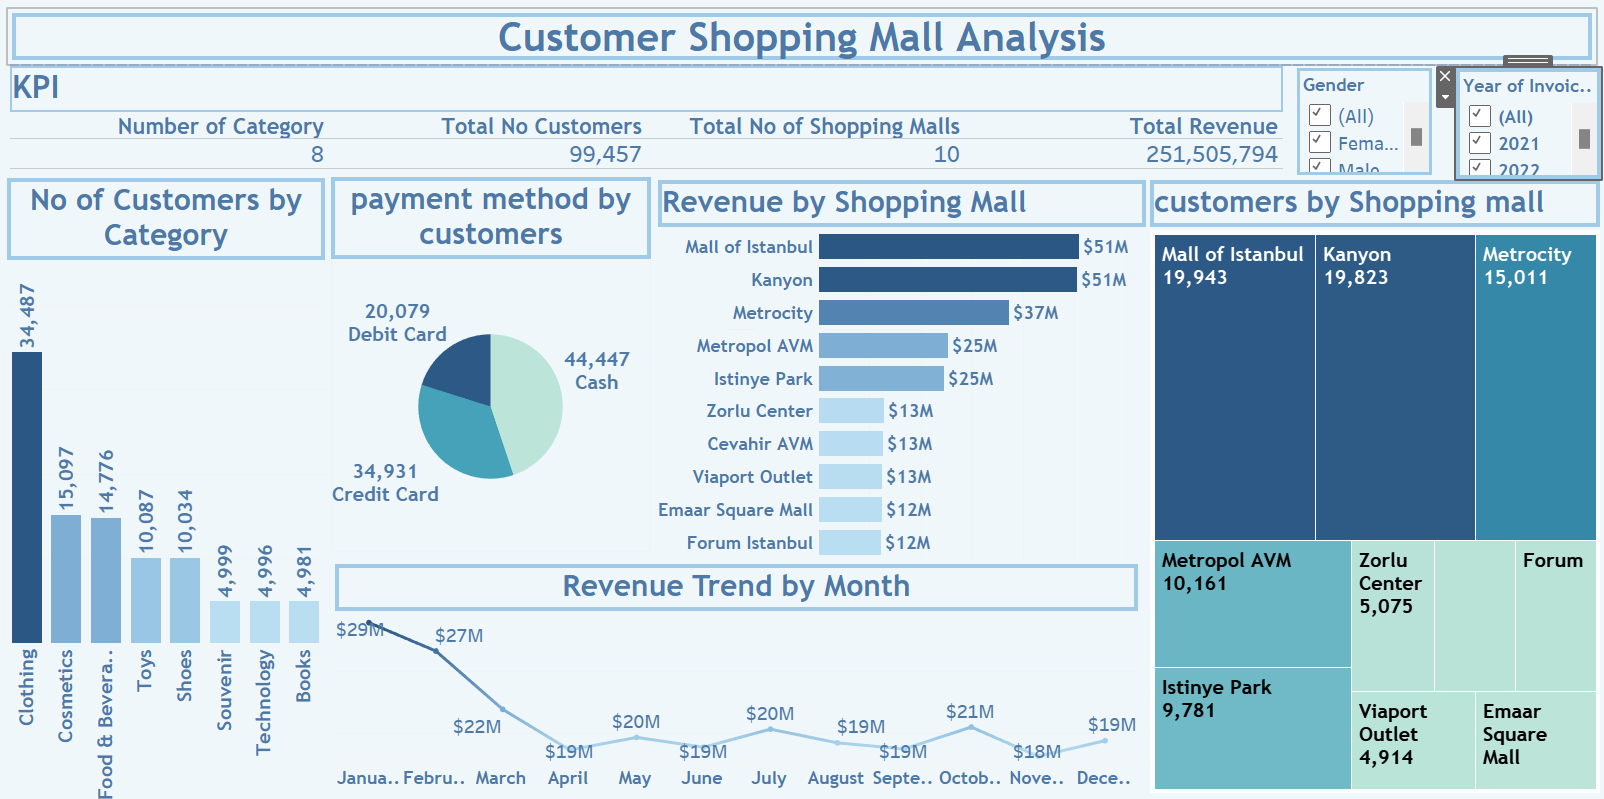 Customer Shopping Mall Analysis
KPI
Number of Category
Total No Customers
Total No of Shopping Malls
Total Revenue
8
99,457
10
251,505,794
Gender
(All)
Fema...
Male
Year of Invoic..
(All)
2021
2022
No of Customers by
Category
34,487
15,097
14,776
10,087
10,034
4,999
4,996
4,981
Clothing
Cosmetics
Food & Bevera..
Toys
Shoes
Souvenir
Technology
Books
payment method by
customers
20,079
Debit Card
44,447
Cash
34,931
Credit Card
Revenue by Shopping Mall
Mall of Istanbul $51M
Kanyon $51M
Metrocity $37M
Metropol AVM $25M
Istinye Park $25M
Zorlu Center $13M
Cevahir AVM $13M
Viaport Outlet $13M
Emaar Square Mall $12M
Forum Istanbul $12M
Revenue Trend by Month
$29M
$27M
$22M
$19M
$20M
$19M
$20M
$19M
$19M
$21M
$18M
$19M
Janua..
Febru..
March
April
May
June
July
August
Septe..
Octob..
Nove..
Dece..
customers by Shopping mall
Mall of Istanbul
19,943
Kanyon
19,823
Metrocity
15,011
Metropol AVM
10,161
Istinye Park
9,781
Zorlu
Center
5,075
Forum
Viaport
Outlet
4,914
Emaar
Square
Mall